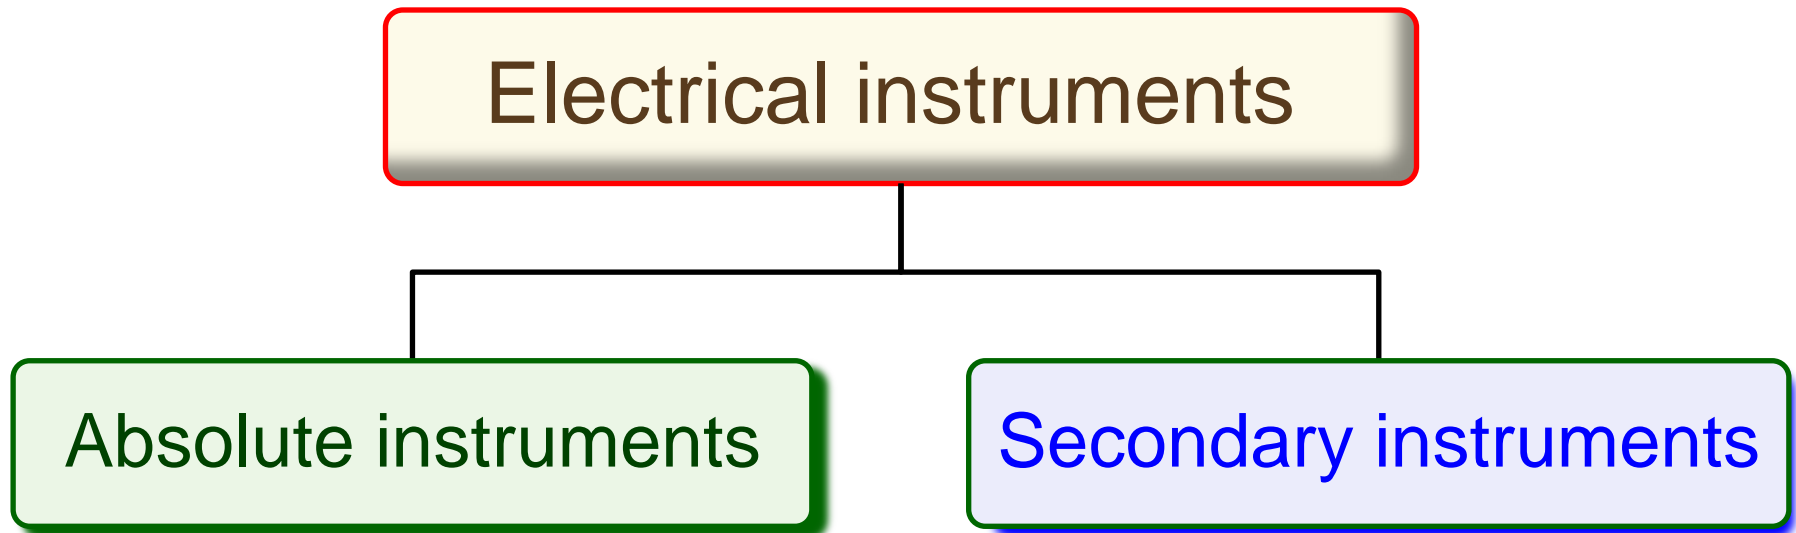 Electrical instruments
Absolute instruments
Secondary instruments